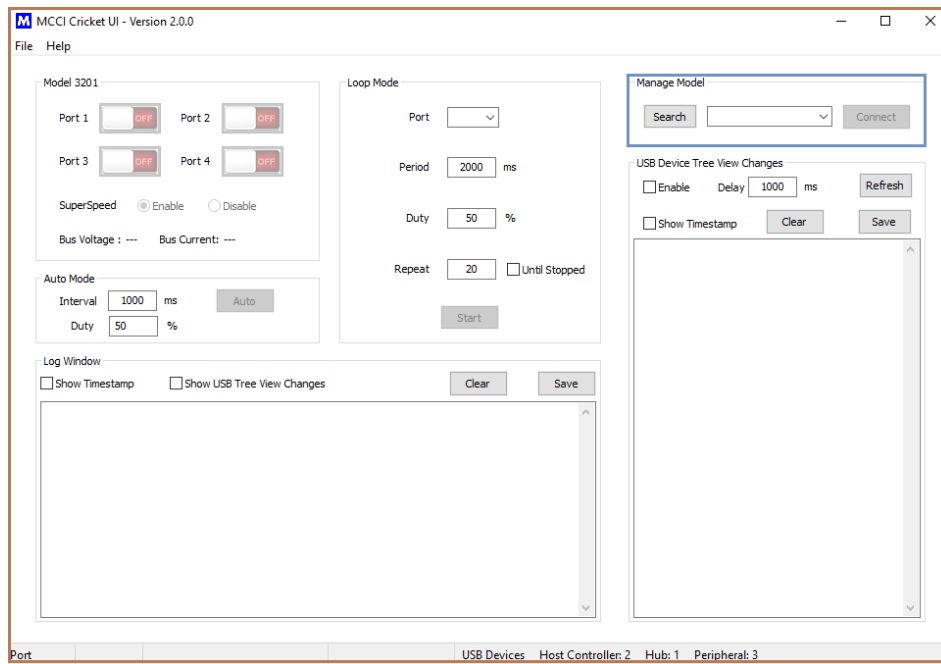 M MCCI Cricket UI - Version 2.0.0
File Help
Model 3201
Port 1 OFF Port 2 OFF
Port 3 OFF Port 4 OFF
SuperSpeed Enable Disable
Bus Voltage : --- Bus Current: ---
Auto Mode
Interval 1000 ms Auto
Duty 50 %
Loop Mode
Port
Period 2000 ms
Duty 50 %
Repeat 20 Until Stopped
Start
Manage Model
Search Connect
USB Device Tree View Changes
Enable Delay 1000 ms Refresh
Show Timestamp Clear Save
Log Window
Show Timestamp Show USB Tree View Changes Clear Save
Port USB Devices Host Controller: 2 Hub: 1 Peripheral: 3